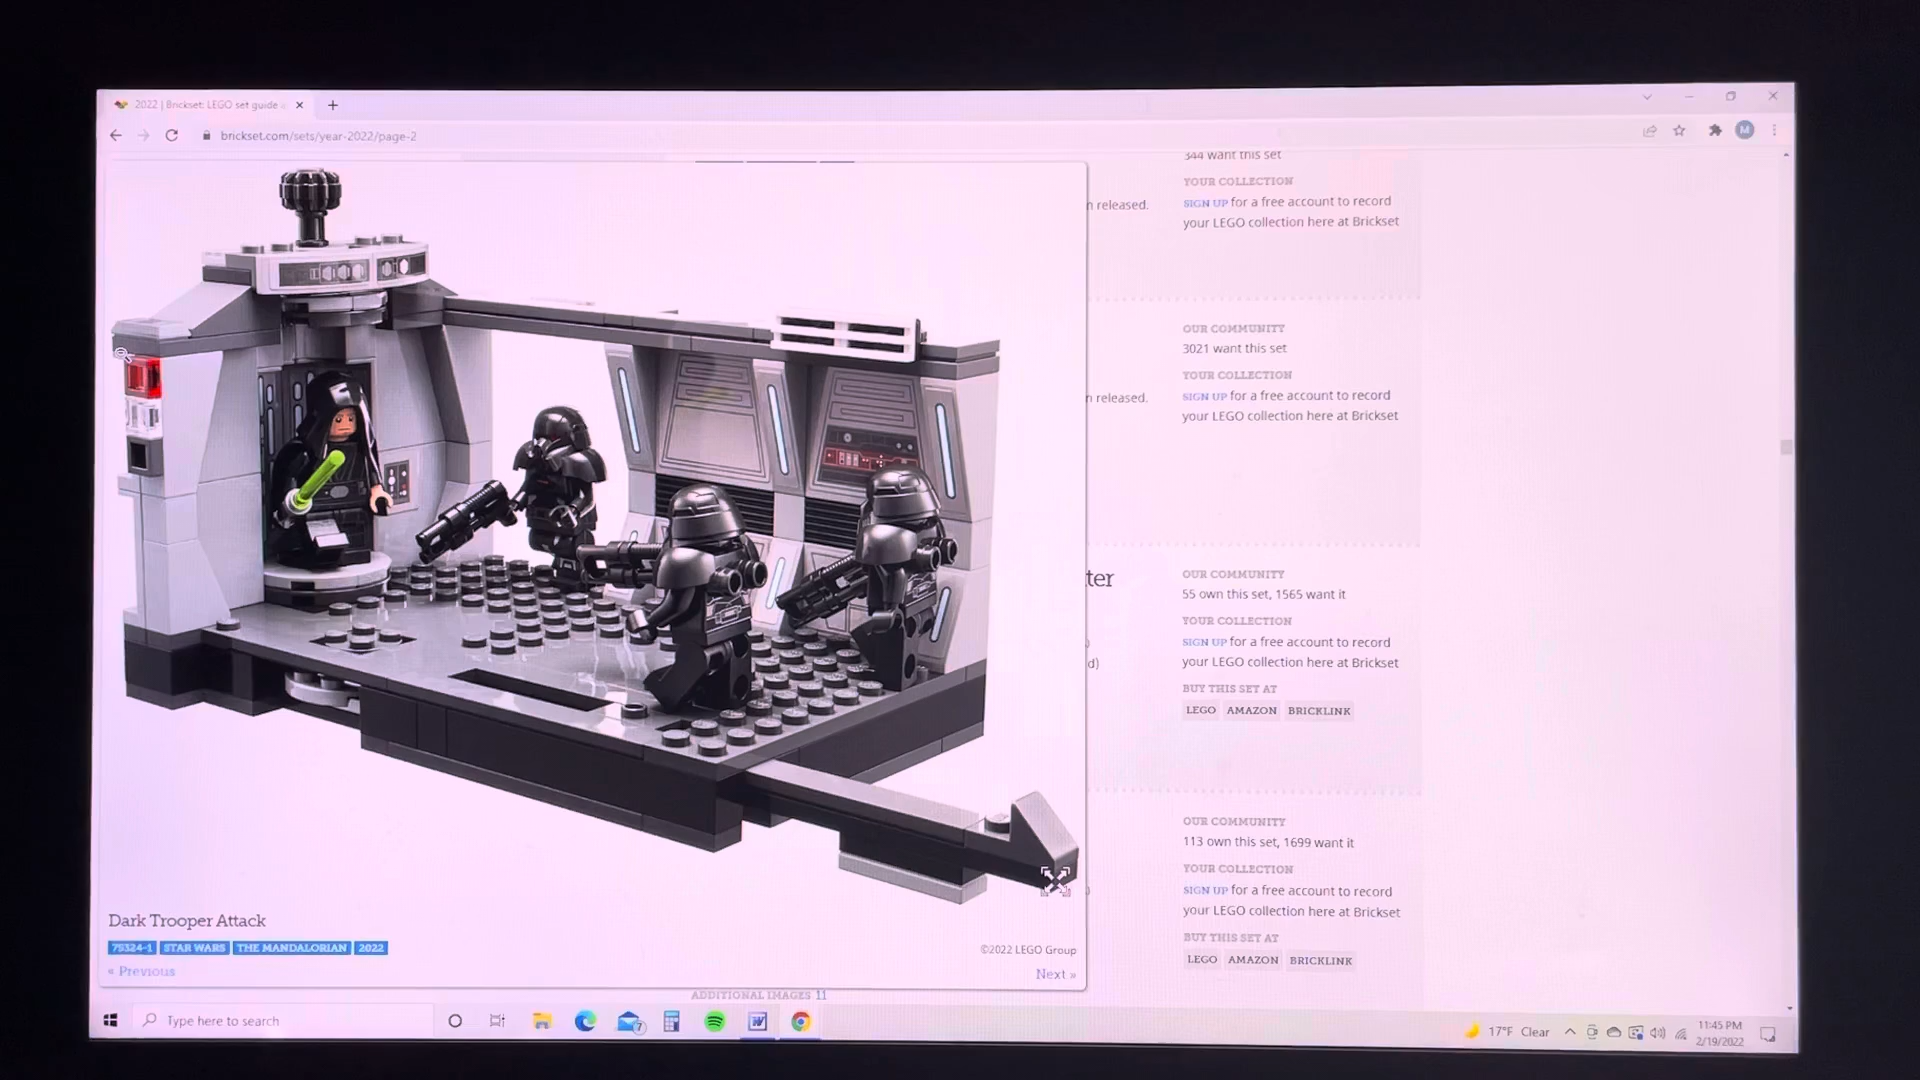 2022 | Brickset: LEGO set guide
brickset.com/sets/year-2022/page-2
M
344 want this set
YOUR COLLECTION
n released.
SIGN UP for a free account to record
your LEGO collection here at Brickset
OUR COMMUNITY
3021 want this set
YOUR COLLECTION
n released.
SIGN UP for a free account to record
your LEGO collection here at Brickset
ter
OUR COMMUNITY
55 own this set, 1565 want it
YOUR COLLECTION
SIGN UP for a free account to record
d)
your LEGO collection here at Brickset
BUY THIS SET AT
LEGO AMAZON BRICKLINK
OUR COMMUNITY
113 own this set, 1699 want it
YOUR COLLECTION
SIGN UP for a free account to record
your LEGO collection here at Brickset
BUY THIS SET AT
LEGO AMAZON BRICKLINK
Dark Trooper Attack
75324-1 STAR WARS THE MANDALORIAN 2022
©2022 LEGO Group
« Previous
Next »
ADDITIONAL IMAGES 11
Type here to search
7
17°F Clear
11:45 PM
2/19/2022